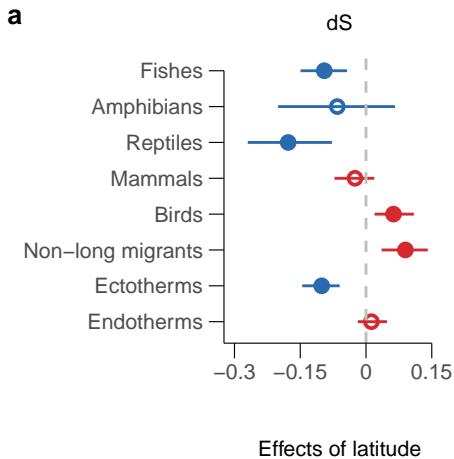 a
dS
Fishes
Amphibians
Reptiles
Mammals
Birds
Non−long migrants
Ectotherms
Endotherms
−0.3 −0.15 0 0.15
Effects of latitude